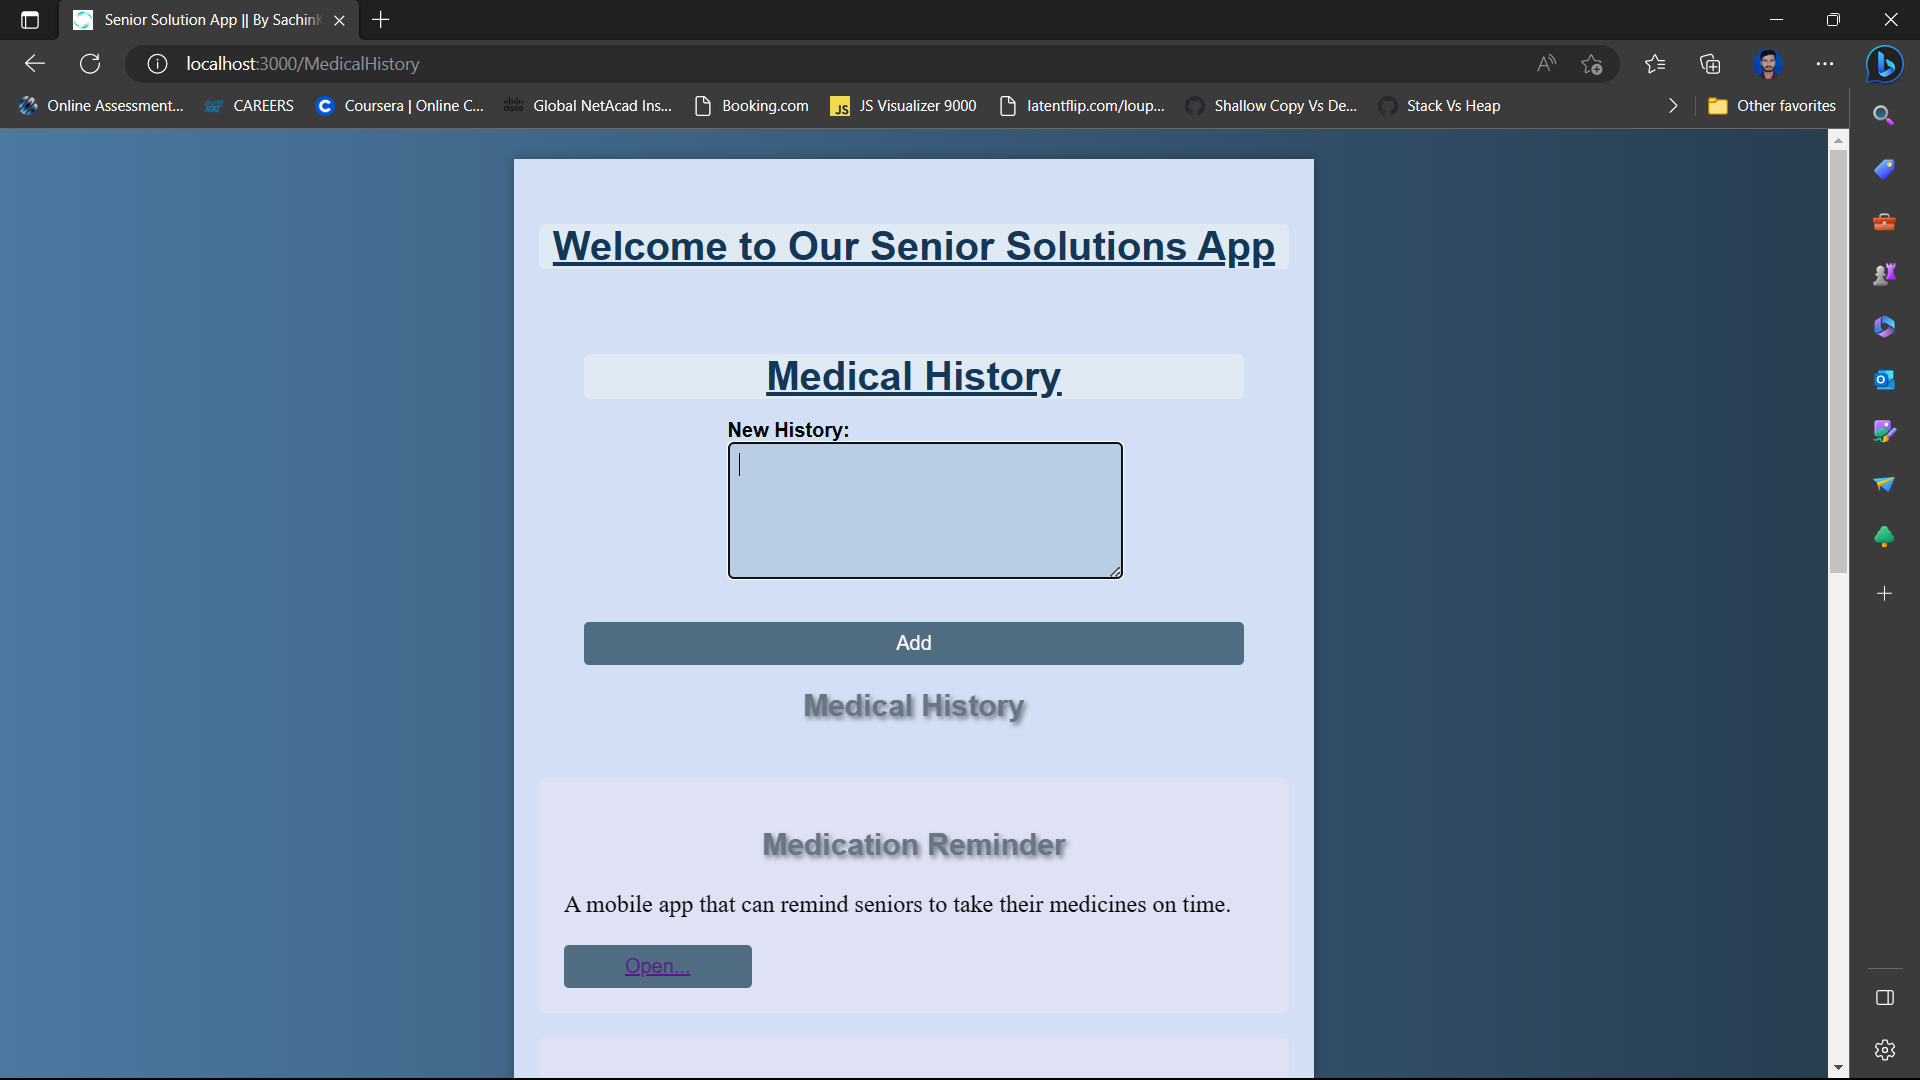 Senior Solution App || By SachinK
localhost:3000/MedicalHistory
Online Assessment...
CAREERS
Coursera | Online C...
Global NetAcad Ins...
Booking.com
JS Visualizer 9000
latentflip.com/loup...
Shallow Copy Vs De...
Stack Vs Heap
Other favorites
Welcome to Our Senior Solutions App
Medical History
New History:
Add
Medical History
Medication Reminder
A mobile app that can remind seniors to take their medicines on time.
Open...